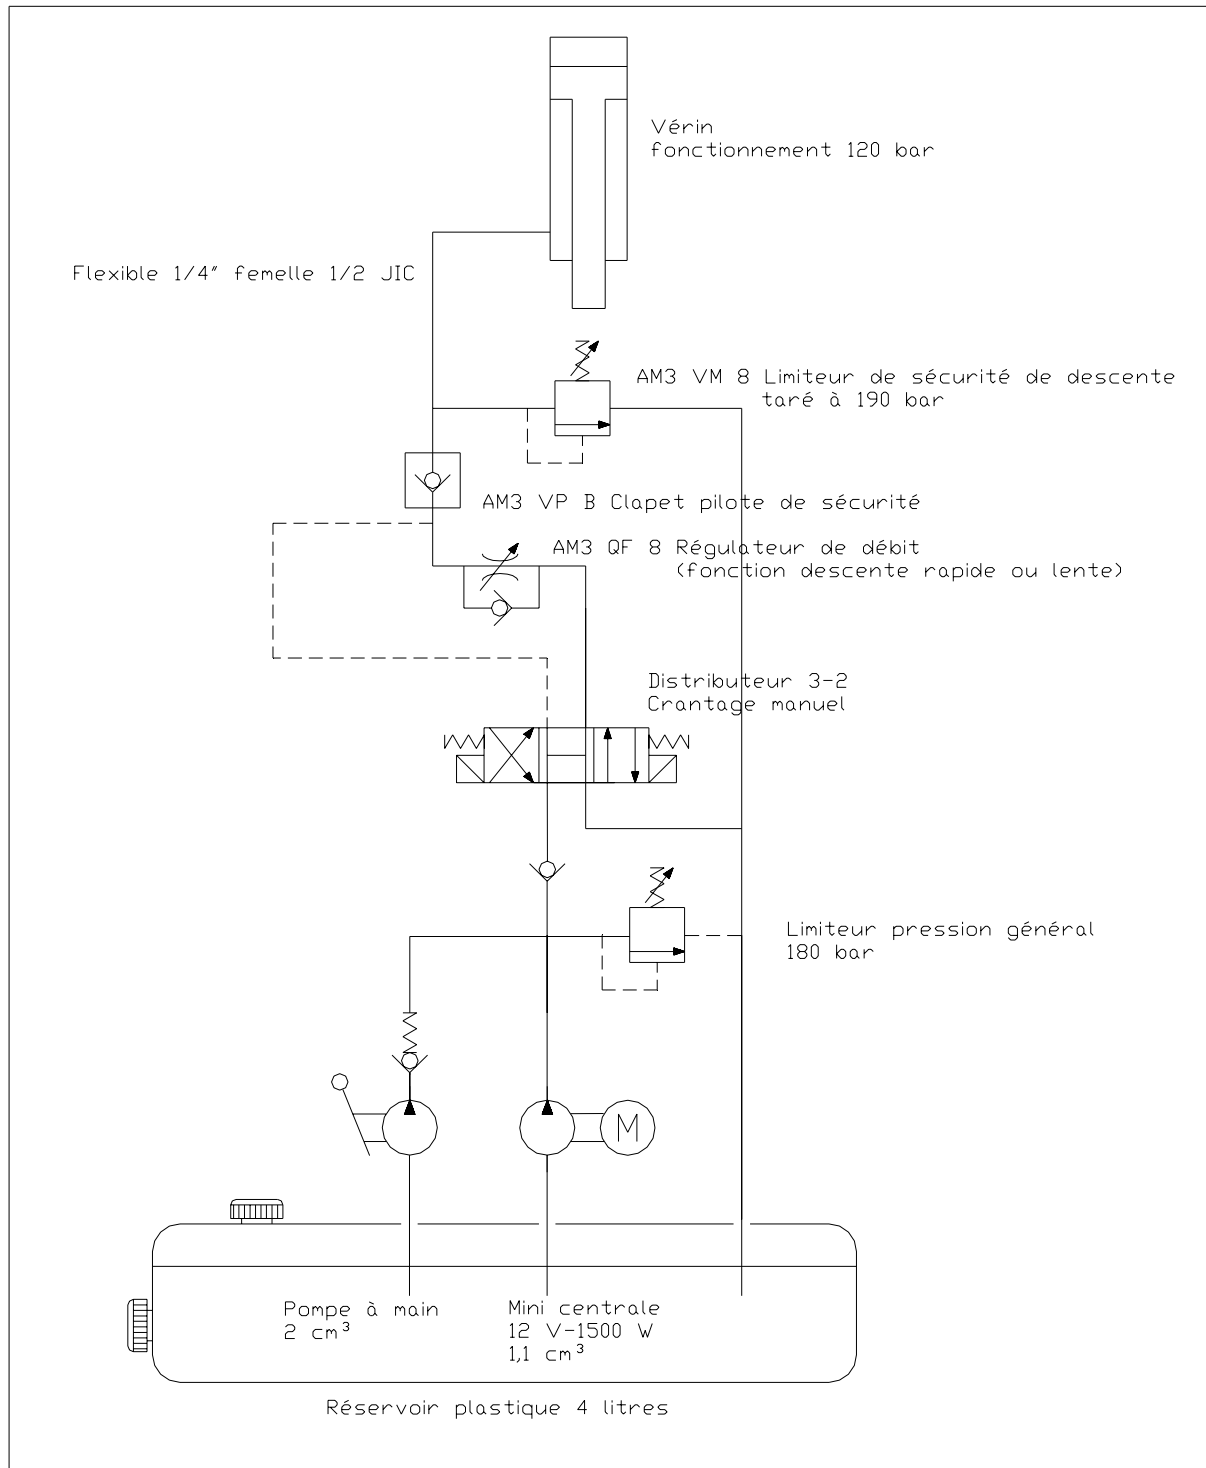 Vérin
fonctionnement 120 bar
Flexible 1/4" femelle 1/2 JIC
AM3 VM 8 Limiteur de sécurité de descente
taré à 190 bar
AM3 VP B Clapet pilote de sécurité
AM3 QF 8 Régulateur de débit
(fonction descente rapide ou lente)
Distributeur 3-2
Crantage manuel
Limiteur pression général
180 bar
M
Pompe à main
2 cm³
Mini centrale
12 V-1500 W
1,1 cm³
Réservoir plastique 4 litres